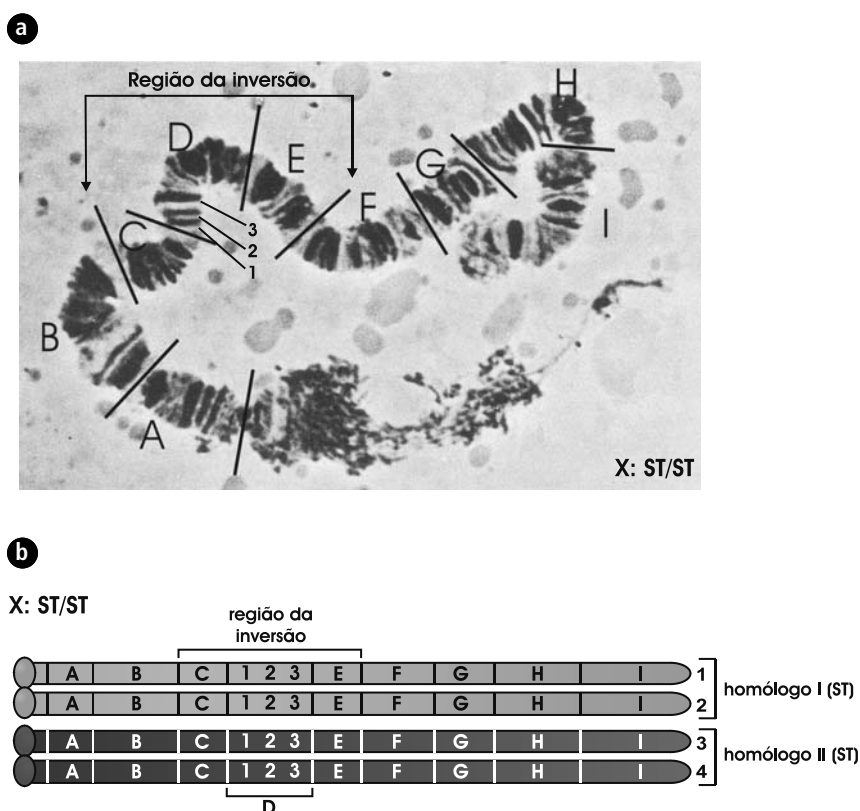 a
Região da inversão
H
D
E
G
F
C
3
2
1
I
B
A
X: ST/ST
b
X: ST/ST
região da
inversão
A B C 1 2 3 E F G H I 1
homólogo I (ST)
A B C 1 2 3 E F G H I 2
A B C 1 2 3 E F G H I 3
homólogo II (ST)
A B C 1 2 3 E F G H I 4
D